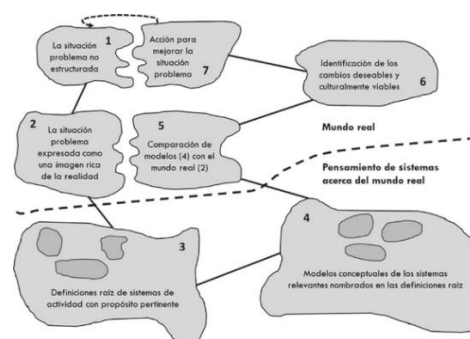 1
La situación
problema no
estructurada
Acción para
mejorar la
situación
problema
7
Identificación de los
cambios deseables y
culturalmente viables
6
2
La situación
problema
expresada como
una imagen rica
de la realidad
5
Comparación de
modelos (4) con el
mundo real (2)
Mundo real
Pensamiento de sistemas
acerca del mundo real
3
Definiciones raíz de sistemas de
actividad con propósito pertinente
4
Modelos conceptuales de los sistemas
relevantes nombrados en las definiciones raíz